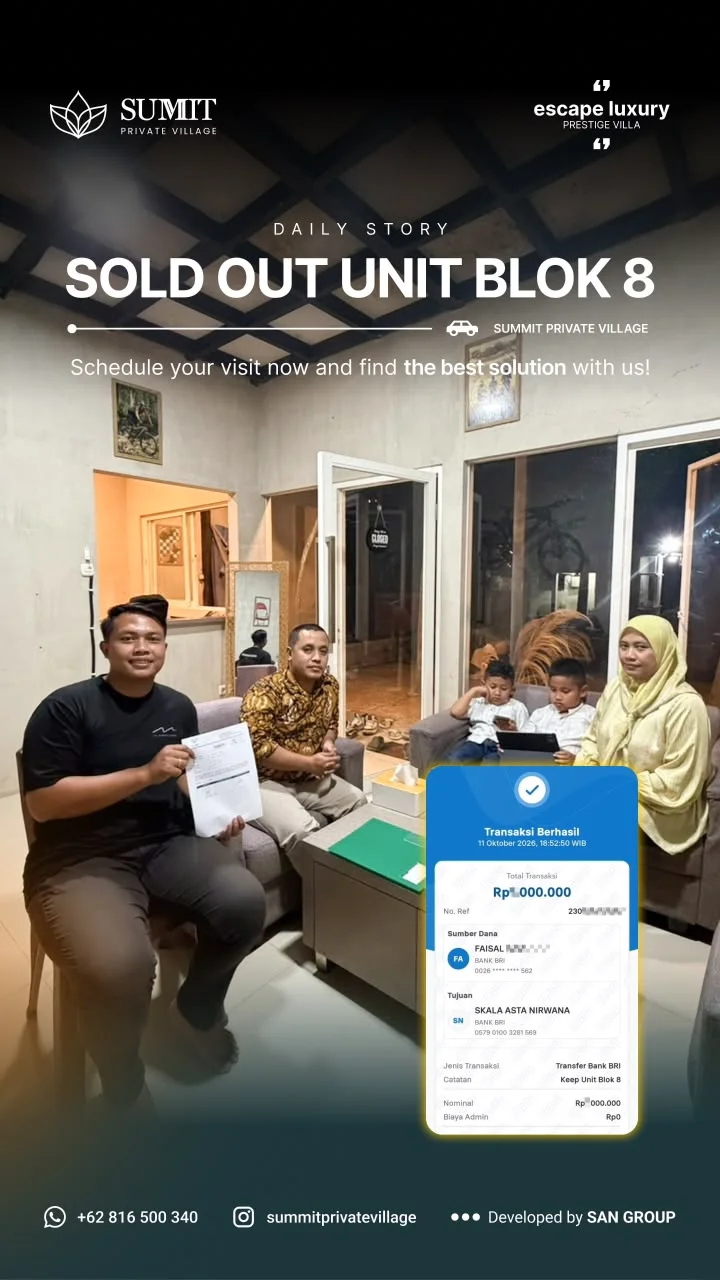 SUMMIT
PRIVATE VILLAGE
“
escape luxury
PRESTIGE VILLA
“
DAILY STORY
SOLD OUT UNIT BLOK 8
SUMMIT PRIVATE VILLAGE
Schedule your visit now and find the best solution with us!
CLOSED
Transaksi Berhasil
11 Oktober 2026, 18:52:50 WIB
Total Transaksi
Rp 000.000
No. Ref 230
Sumber Dana
FA
FAISAL
BANK BRI
0026 **** **** 562
Tujuan
SN
SKALA ASTA NIRWANA
BANK BRI
0579 0100 3281 569
Jenis Transaksi Transfer Bank BRI
Catatan Keep Unit Blok 8
Nominal Rp 000.000
Biaya Admin Rp0
+62 816 500 340
summitprivatevillage
Developed by SAN GROUP